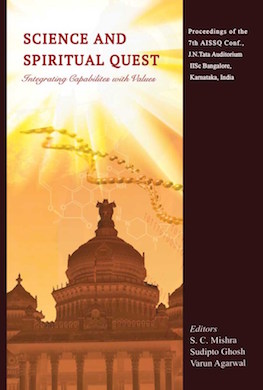 SCIENCE AND
SPIRITUAL QUEST
Integrating Capabilites with Values
Proceedings of the
7th AISSQ Conf.,
J.N.Tata Auditorium
IISc Bangalore,
Karnataka, India
Editors
S. C. Mishra
Sudipto Ghosh
Varun Agarwal